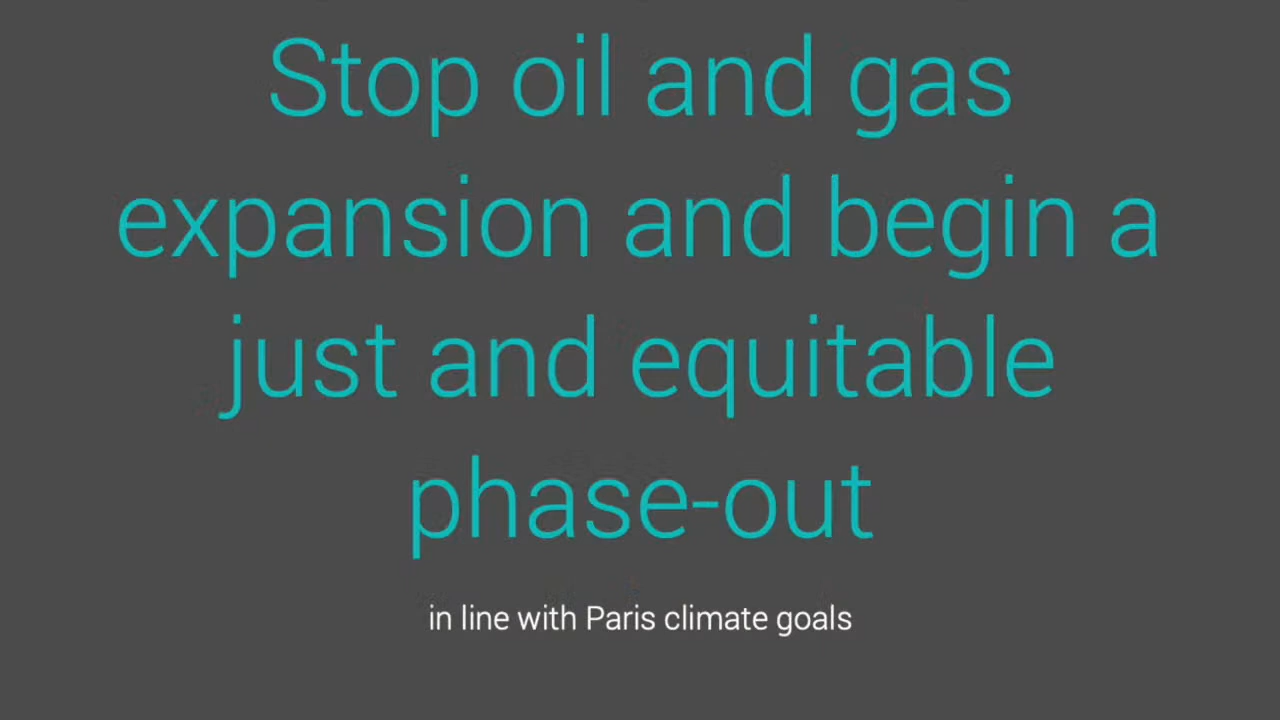 Stop oil and gas
expansion and begin a
just and equitable
phase-out
in line with Paris climate goals